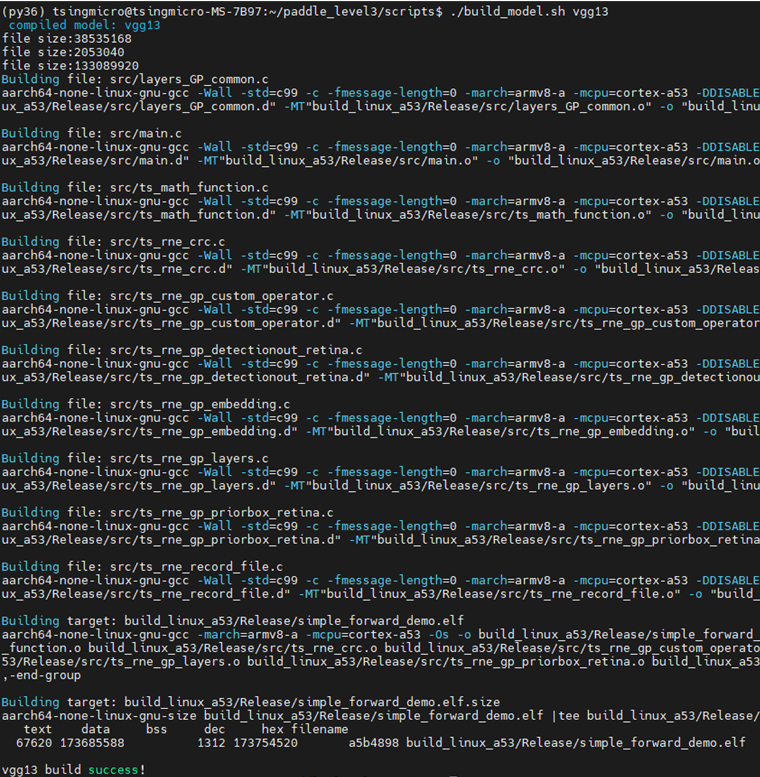 (py36) tsingmicro@tsingmicro-MS-7B97:~/paddle_level3/scripts$ ./build_model.sh vgg13
compiled model: vgg13
file size:38535168
file size:2053040
file size:133089920
Building file: src/layers_GP_common.c
aarch64-none-linux-gnu-gcc -Wall -std=c99 -c -fmessage-length=0 -march=armv8-a -mcpu=cortex-a53 -DDISABLE
ux_a53/Release/src/layers_GP_common.d" -MT"build_linux_a53/Release/src/layers_GP_common.o" -o "build_linu
Building file: src/main.c
aarch64-none-linux-gnu-gcc -Wall -std=c99 -c -fmessage-length=0 -march=armv8-a -mcpu=cortex-a53 -DDISABLE
ux_a53/Release/src/main.d" -MT"build_linux_a53/Release/src/main.o" -o "build_linux_a53/Release/src/main.o
Building file: src/ts_math_function.c
aarch64-none-linux-gnu-gcc -Wall -std=c99 -c -fmessage-length=0 -march=armv8-a -mcpu=cortex-a53 -DDISABLE
ux_a53/Release/src/ts_math_function.d" -MT"build_linux_a53/Release/src/ts_math_function.o" -o "build_linu
Building file: src/ts_rne_crc.c
aarch64-none-linux-gnu-gcc -Wall -std=c99 -c -fmessage-length=0 -march=armv8-a -mcpu=cortex-a53 -DDISABLE
ux_a53/Release/src/ts_rne_crc.d" -MT"build_linux_a53/Release/src/ts_rne_crc.o" -o "build_linux_a53/Releas
Building file: src/ts_rne_gp_custom_operator.c
aarch64-none-linux-gnu-gcc -Wall -std=c99 -c -fmessage-length=0 -march=armv8-a -mcpu=cortex-a53 -DDISABLE
ux_a53/Release/src/ts_rne_gp_custom_operator.d" -MT"build_linux_a53/Release/src/ts_rne_gp_custom_operator
Building file: src/ts_rne_gp_detectionout_retina.c
aarch64-none-linux-gnu-gcc -Wall -std=c99 -c -fmessage-length=0 -march=armv8-a -mcpu=cortex-a53 -DDISABLE
ux_a53/Release/src/ts_rne_gp_detectionout_retina.d" -MT"build_linux_a53/Release/src/ts_rne_gp_detectionou
Building file: src/ts_rne_gp_embedding.c
aarch64-none-linux-gnu-gcc -Wall -std=c99 -c -fmessage-length=0 -march=armv8-a -mcpu=cortex-a53 -DDISABLE
ux_a53/Release/src/ts_rne_gp_embedding.d" -MT"build_linux_a53/Release/src/ts_rne_gp_embedding.o" -o "buil
Building file: src/ts_rne_gp_layers.c
aarch64-none-linux-gnu-gcc -Wall -std=c99 -c -fmessage-length=0 -march=armv8-a -mcpu=cortex-a53 -DDISABLE
ux_a53/Release/src/ts_rne_gp_layers.d" -MT"build_linux_a53/Release/src/ts_rne_gp_layers.o" -o "build_linu
Building file: src/ts_rne_gp_priorbox_retina.c
aarch64-none-linux-gnu-gcc -Wall -std=c99 -c -fmessage-length=0 -march=armv8-a -mcpu=cortex-a53 -DDISABLE
ux_a53/Release/src/ts_rne_gp_priorbox_retina.d" -MT"build_linux_a53/Release/src/ts_rne_gp_priorbox_retina
Building file: src/ts_rne_record_file.c
aarch64-none-linux-gnu-gcc -Wall -std=c99 -c -fmessage-length=0 -march=armv8-a -mcpu=cortex-a53 -DDISABLE
ux_a53/Release/src/ts_rne_record_file.d" -MT"build_linux_a53/Release/src/ts_rne_record_file.o" -o "build_
Building target: build_linux_a53/Release/simple_forward_demo.elf
aarch64-none-linux-gnu-gcc -march=armv8-a -mcpu=cortex-a53 -Os -o build_linux_a53/Release/simple_forward_
_function.o build_linux_a53/Release/src/ts_rne_crc.o build_linux_a53/Release/src/ts_rne_gp_custom_operato
53/Release/src/ts_rne_gp_layers.o build_linux_a53/Release/src/ts_rne_gp_priorbox_retina.o build_linux_a53
,-end-group
Building target: build_linux_a53/Release/simple_forward_demo.elf.size
aarch64-none-linux-gnu-size build_linux_a53/Release/simple_forward_demo.elf |tee build_linux_a53/Release/
text data bss dec hex filename
67620 173685588 1312 173754520 a5b4898 build_linux_a53/Release/simple_forward_demo.elf
vgg13 build success!